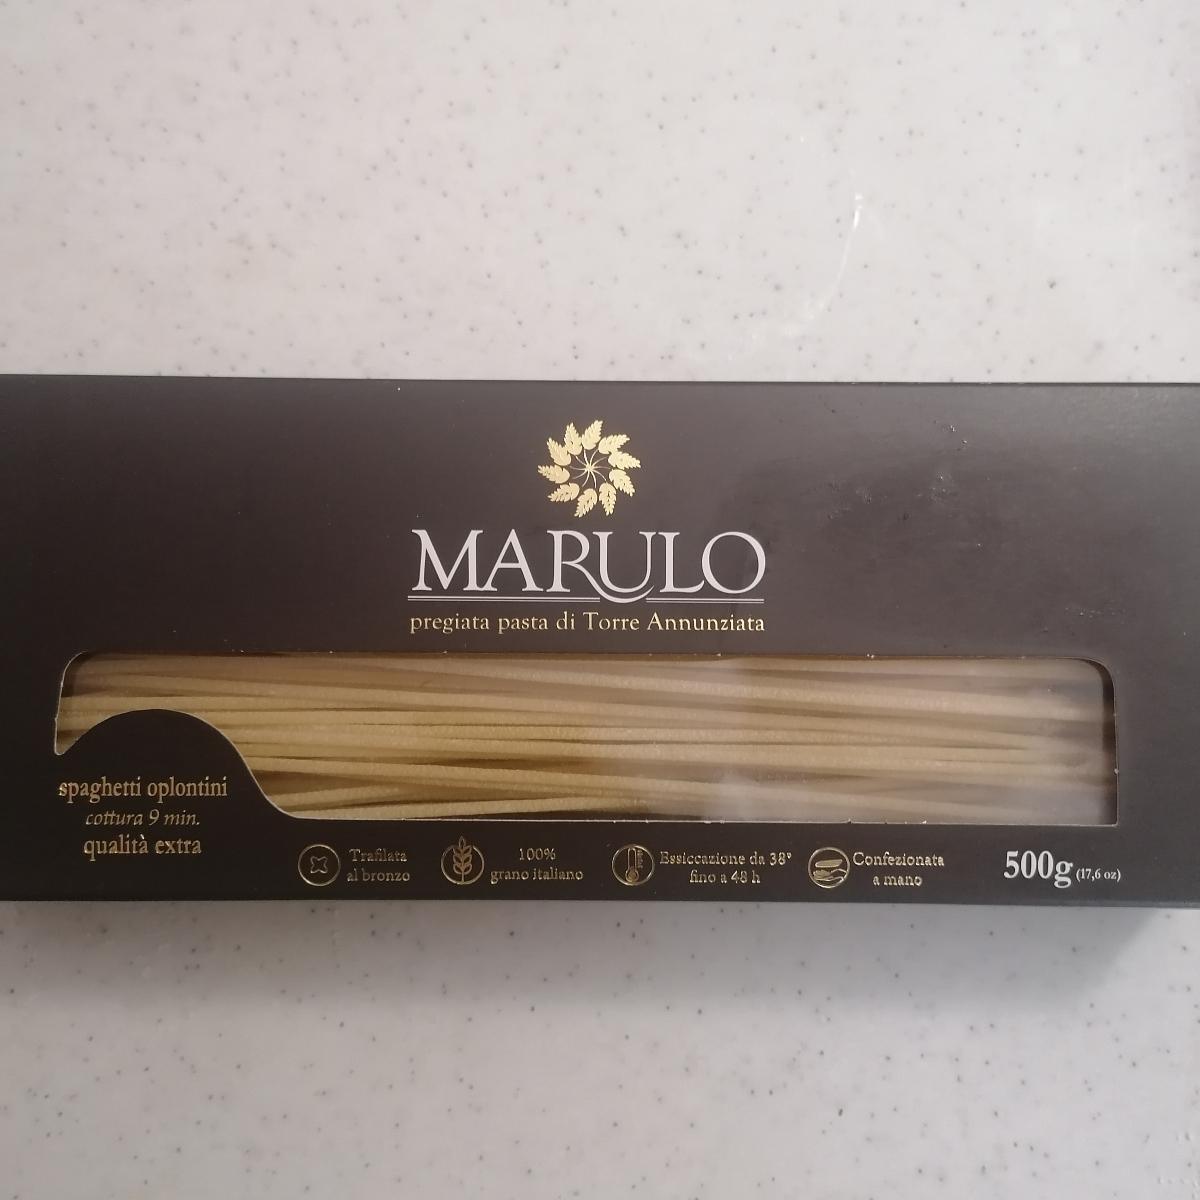 MARULO
pregiata pasta di Torre Annunziata
spaghetti oplontini
cottura 9 min.
qualità extra
Trafilata
al bronzo
100%
grano italiano
Essiccazione da 38°
fino a 48 h
Confezionata
a mano
500g (17,6 oz)